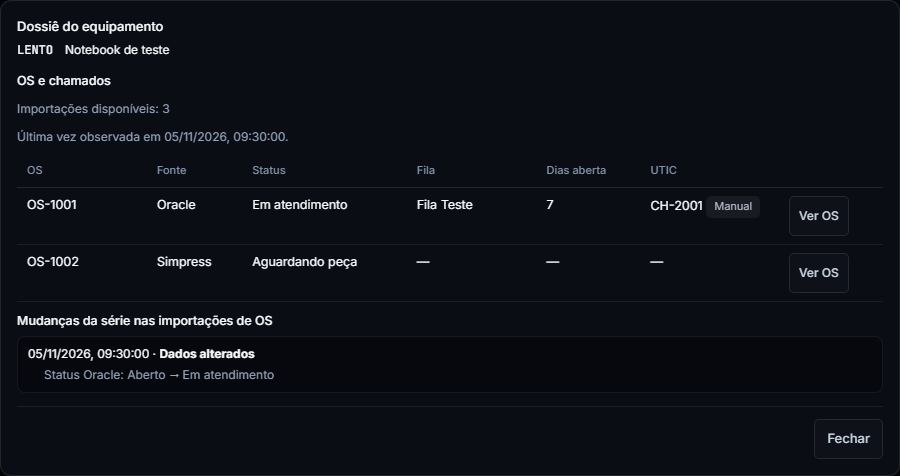 Dossiê do equipamento
LENTO Notebook de teste
OS e chamados
Importações disponíveis: 3
Última vez observada em 05/11/2026, 09:30:00.
OS Fonte Status Fila Dias aberta UTIC
OS-1001 Oracle Em atendimento Fila Teste 7 CH-2001 Manual Ver OS
OS-1002 Simpress Aguardando peça — — — Ver OS
Mudanças da série nas importações de OS
05/11/2026, 09:30:00 · Dados alterados
Status Oracle: Aberto → Em atendimento
Fechar